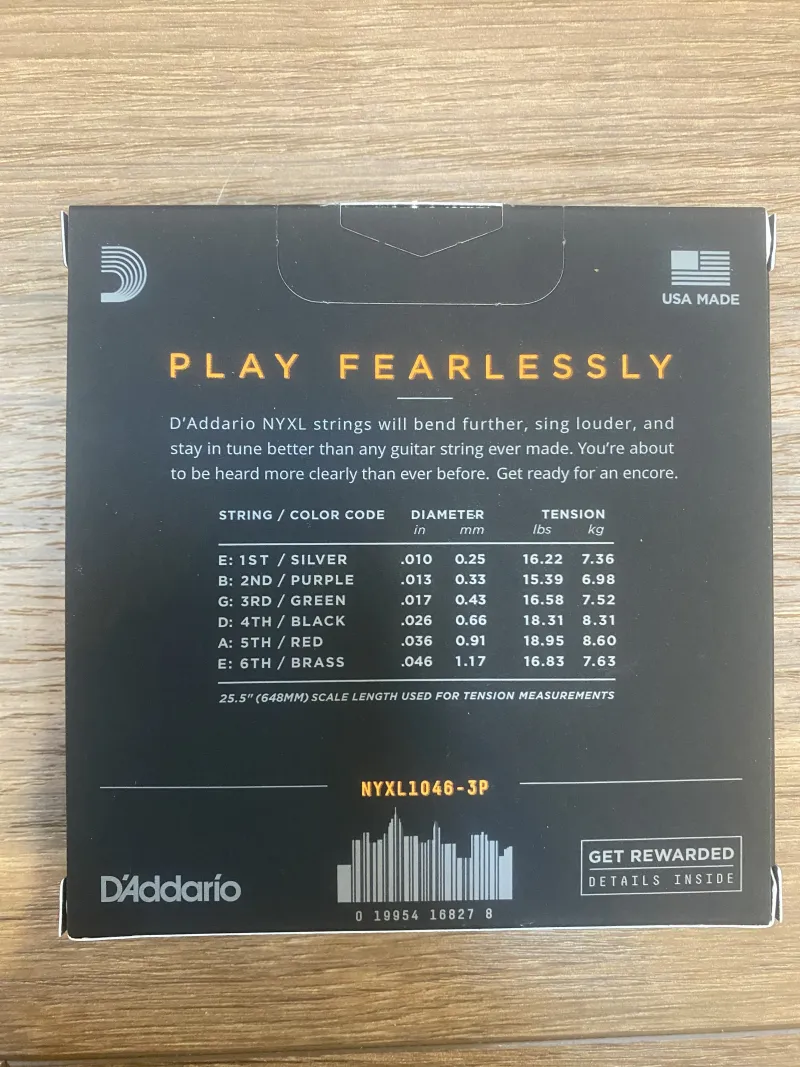 USA MADE
PLAY FEARLESSLY
D'Addario NYXL strings will bend further, sing louder, and
stay in tune better than any guitar string ever made. You're about
to be heard more clearly than ever before. Get ready for an encore.
STRING / COLOR CODE DIAMETER TENSION
in mm lbs kg
E: 1ST / SILVER .010 0.25 16.22 7.36
B: 2ND / PURPLE .013 0.33 15.39 6.98
G: 3RD / GREEN .017 0.43 16.58 7.52
D: 4TH / BLACK .026 0.66 18.31 8.31
A: 5TH / RED .036 0.91 18.95 8.60
E: 6TH / BRASS .046 1.17 16.83 7.63
25.5" (648MM) SCALE LENGTH USED FOR TENSION MEASUREMENTS
NYXL1046-3P
D'Addario
0 19954 16827 8
GET REWARDED
DETAILS INSIDE